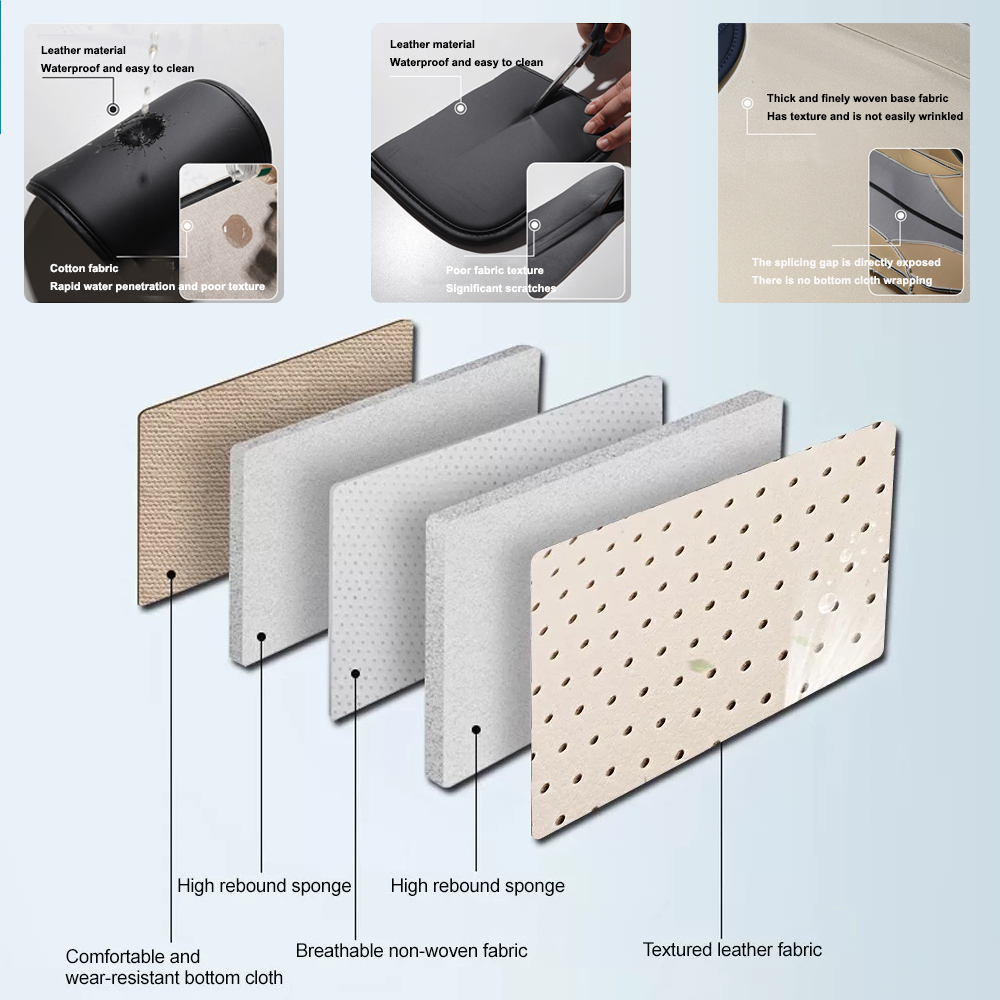 Leather material
Waterproof and easy to clean
Cotton fabric
Rapid water penetration and poor texture
Leather material
Waterproof and easy to clean
Poor fabric texture
Significant scratches
Thick and finely woven base fabric
Has texture and is not easily wrinkled
The splicing gap is directly exposed
There is no bottom cloth wrapping
High rebound sponge
High rebound sponge
Comfortable and
wear-resistant bottom cloth
Breathable non-woven fabric
Textured leather fabric